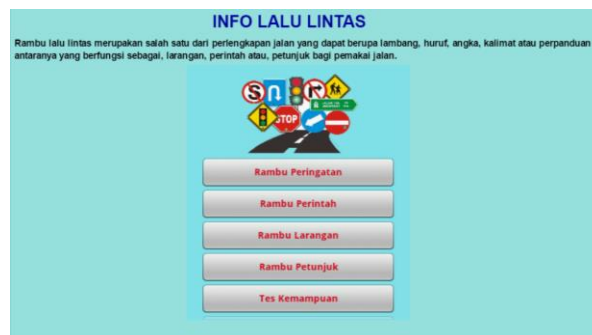 INFO LALU LINTAS
Rambu lalu lintas merupakan salah satu dari perlengkapan jalan yang dapat berupa lambang, huruf, angka, kalimat atau perpanduan
antaranya yang berfungsi sebagai, larangan, perintah atau, petunjuk bagi pemakai jalan.
S
STOP
Rambu Peringatan
Rambu Perintah
Rambu Larangan
Rambu Petunjuk
Tes Kemampuan